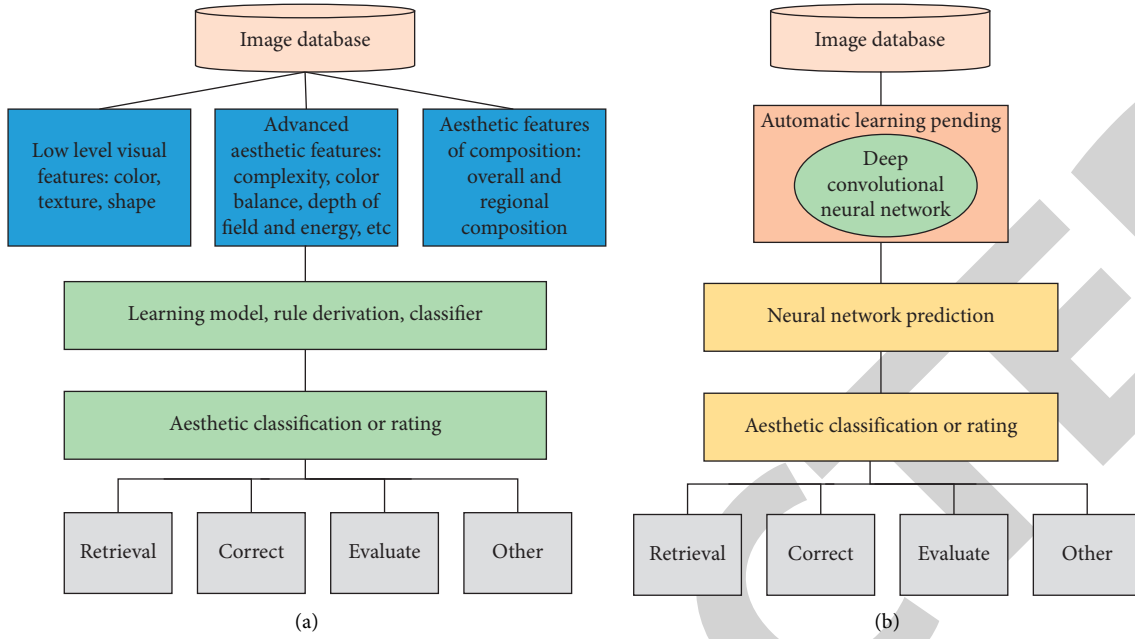 Image database
Low level visual
features: color,
texture, shape
Advanced
aesthetic features:
complexity, color
balance, depth of
field and energy, etc
Aesthetic features
of composition:
overall and
regional
composition
Learning model, rule derivation, classifier
Aesthetic classification or rating
Retrieval
Correct
Evaluate
Other
(a)
Image database
Automatic learning pending
Deep
convolutional
neural network
Neural network prediction
Aesthetic classification or rating
Retrieval
Correct
Evaluate
Other
(b)
CTE